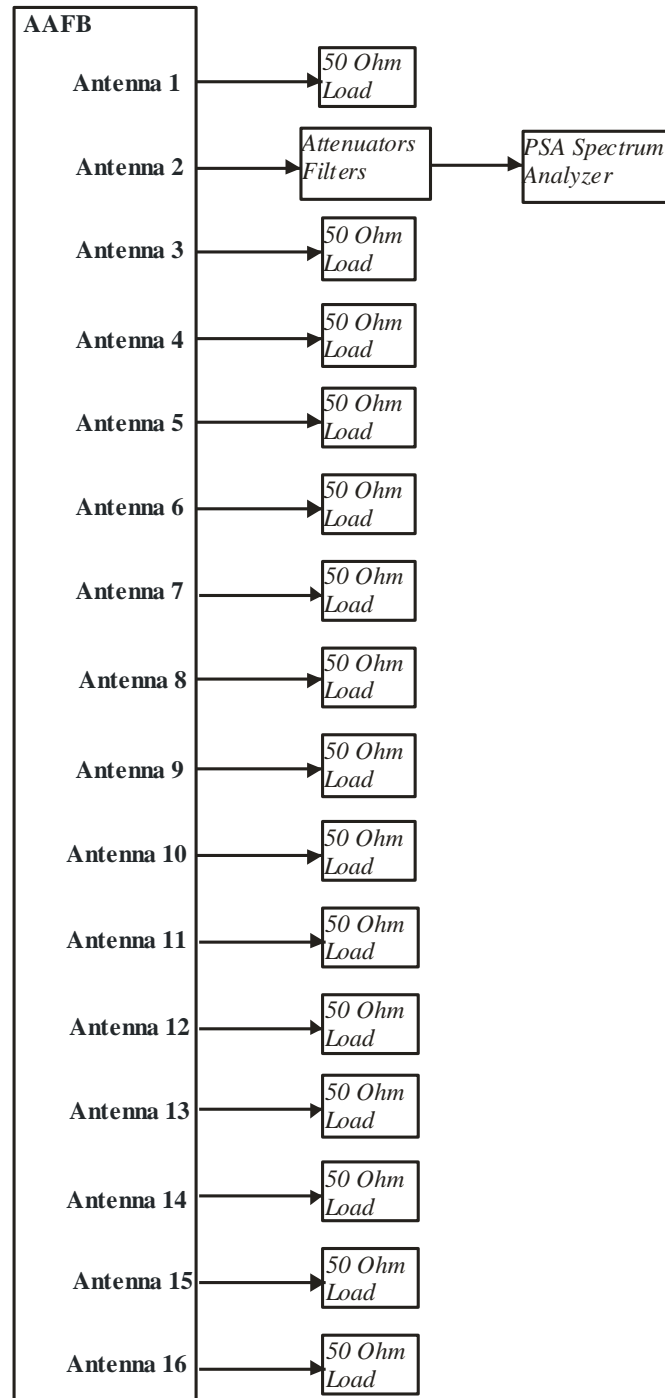 AAFB
Antenna 1
50 Ohm
Load
Antenna 2
Attenuators
Filters
PSA Spectrum
Analyzer
Antenna 3
50 Ohm
Load
Antenna 4
50 Ohm
Load
Antenna 5
50 Ohm
Load
Antenna 6
50 Ohm
Load
Antenna 7
50 Ohm
Load
Antenna 8
50 Ohm
Load
Antenna 9
50 Ohm
Load
Antenna 10
50 Ohm
Load
Antenna 11
50 Ohm
Load
Antenna 12
50 Ohm
Load
Antenna 13
50 Ohm
Load
Antenna 14
50 Ohm
Load
Antenna 15
50 Ohm
Load
Antenna 16
50 Ohm
Load